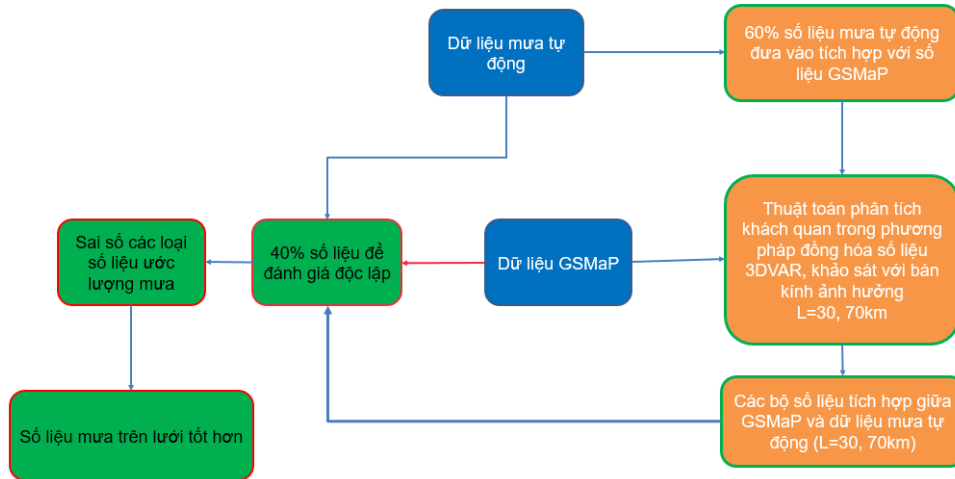 Dữ liệu mưa tự
động
60% số liệu mưa tự động
đưa vào tích hợp với số
liệu GSMaP
Sai số các loại
số liệu ước
lượng mưa
40% số liệu để
đánh giá độc lập
Dữ liệu GSMaP
Thuật toán phân tích
khách quan trong phương
pháp đồng hóa số liệu
3DVAR, khảo sát với bán
kính ảnh hưởng
L=30, 70km
Số liệu mưa trên lưới tốt hơn
Các bộ số liệu tích hợp giữa
GSMaP và dữ liệu mưa tự
động (L=30, 70km)